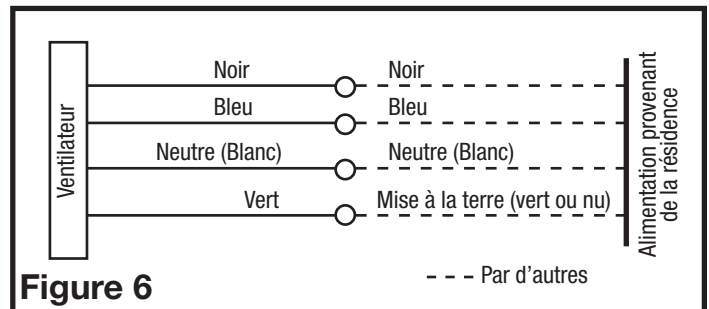 Ventilateur
Noir
Noir
Bleu
Bleu
Neutre (Blanc)
Neutre (Blanc)
Vert
Mise à la terre (vert ou nu)
Alimentation provenant
de la résidence
Par d'autres
Figure 6